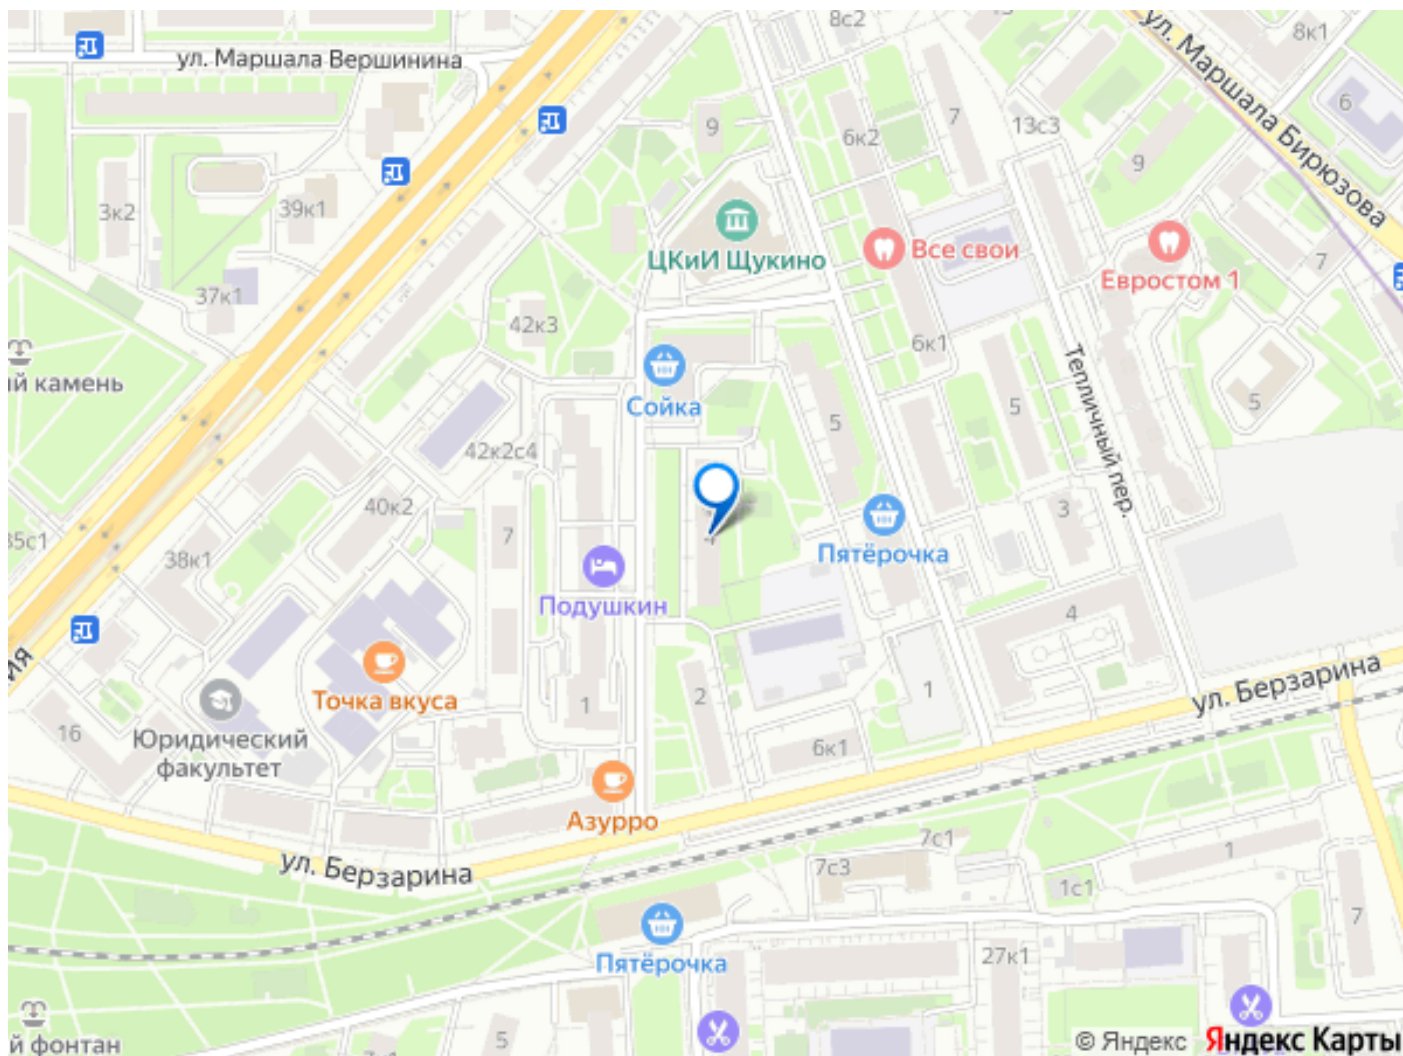 8с2
8к1
ул. Маршала Вершинина
ул. Маршала Бирюзова
6
9
6к2
7
13с3
9
3к2
39к1
ЦКиИ Щукино
Все свои
Евростом 1
7
37к1
42к3
6к1
й камень
Сойка
Тепличный пер.
5
5
5
42к2с4
40к2
7
3
35с1
38к1
Пятёрочка
Подушкин
4
ия
Точка вкуса
1
2
1
ул. Берзарина
16
Юридический
факультет
6к1
Азурро
ул. Берзарина
7с1
7с3
1
1с1
7
Пятёрочка
27к1
й фонтан
5
© Яндекс Яндекс Карты